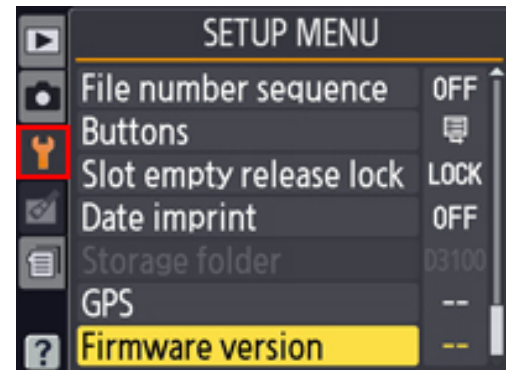 SETUP MENU
File number sequence OFF
Buttons
Slot empty release lock LOCK
Date imprint OFF
Storage folder D3100
GPS --
Firmware version --
?